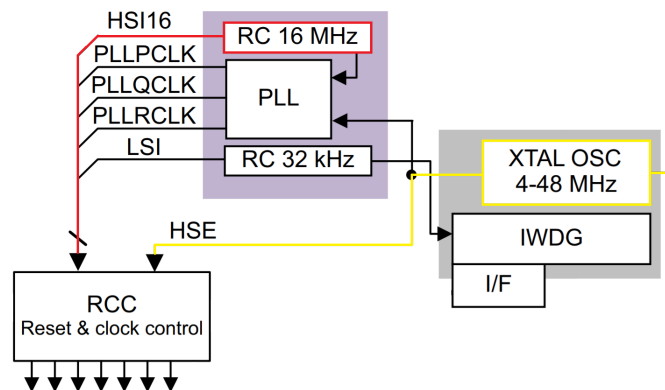 HSI16
RC 16 MHz
PLLPCLK
PLLQCLK
PLL
PLLRCLK
LSI
RC 32 kHz
XTAL OSC
4-48 MHz
HSE
IWDG
I/F
RCC
Reset & clock control